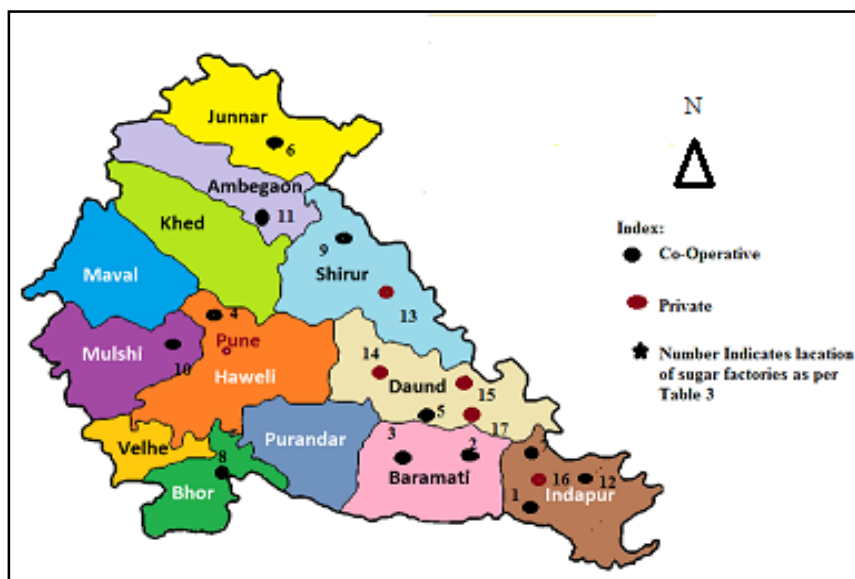 Junnar
6
N
Ambegaon
11
Khed
9
Shirur
Index:
Co-Operative
Maval
13
Private
4
Pune
Mulshi
10
Haweli
14
Daund
15
Number Indicates lacation
of sugar factories as per
Table 3
5
17
Velhe
Purandar
3
2
7
8
Bhor
Baramati
16
12
1
Indapur